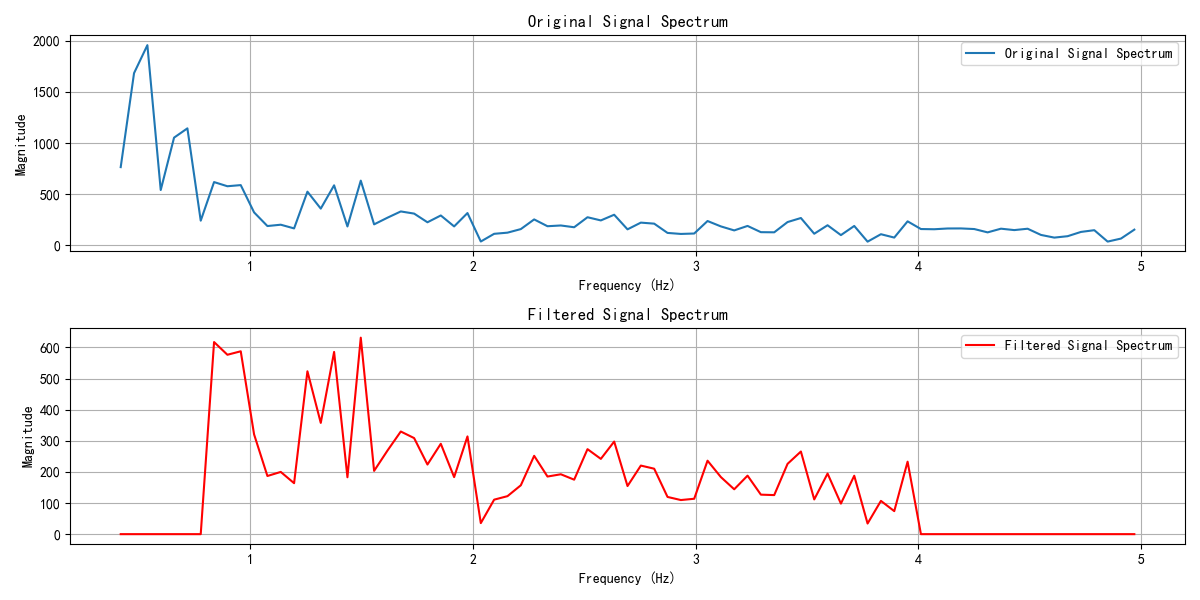 Original Signal Spectrum
2000
1500
1000
500
0
Magnitude
Original Signal Spectrum
1 2 3 4 5
Frequency (Hz)
Filtered Signal Spectrum
600
500
400
300
200
100
0
Magnitude
Filtered Signal Spectrum
1 2 3 4 5
Frequency (Hz)